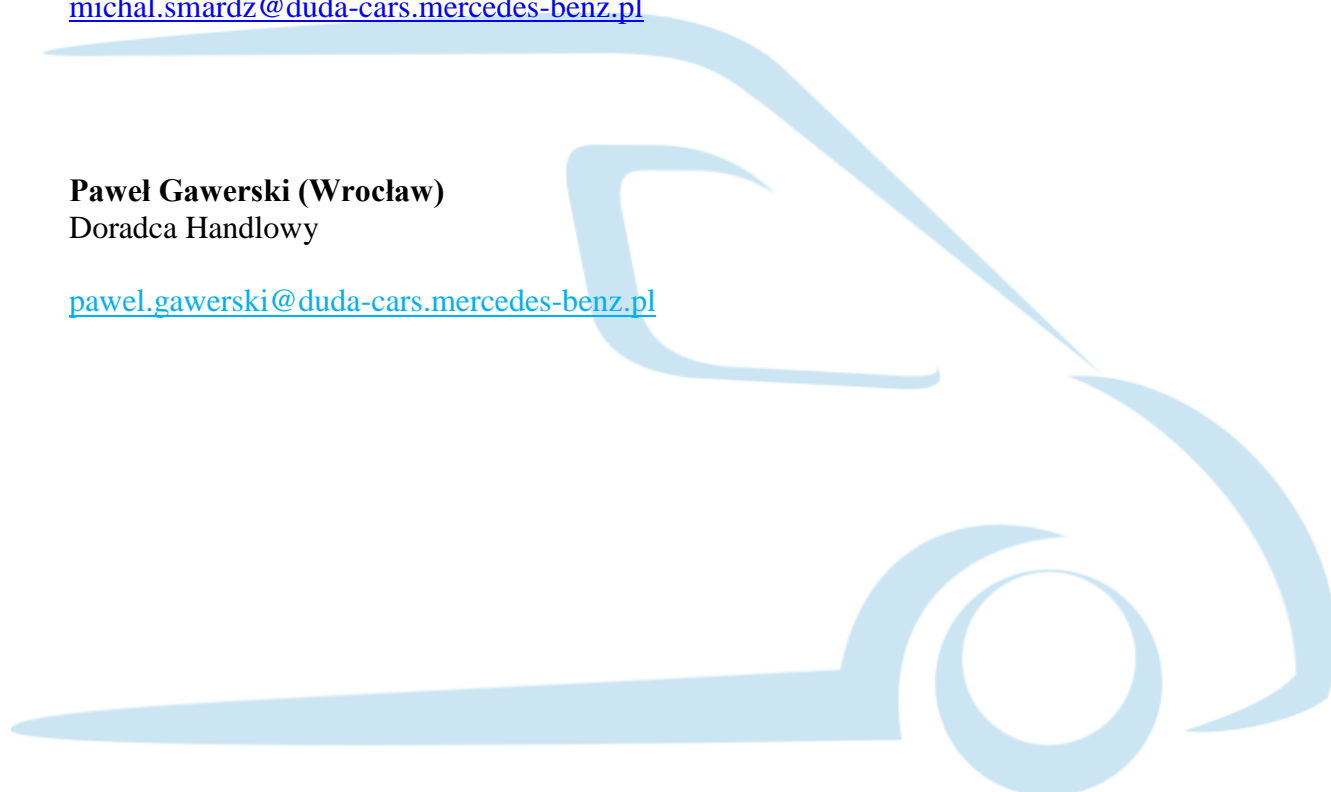 michal.smardz@duda-cars.mercedes-benz.pl
Paweł Gawerski (Wrocław)
Doradca Handlowy
pawel.gawerski@duda-cars.mercedes-benz.pl